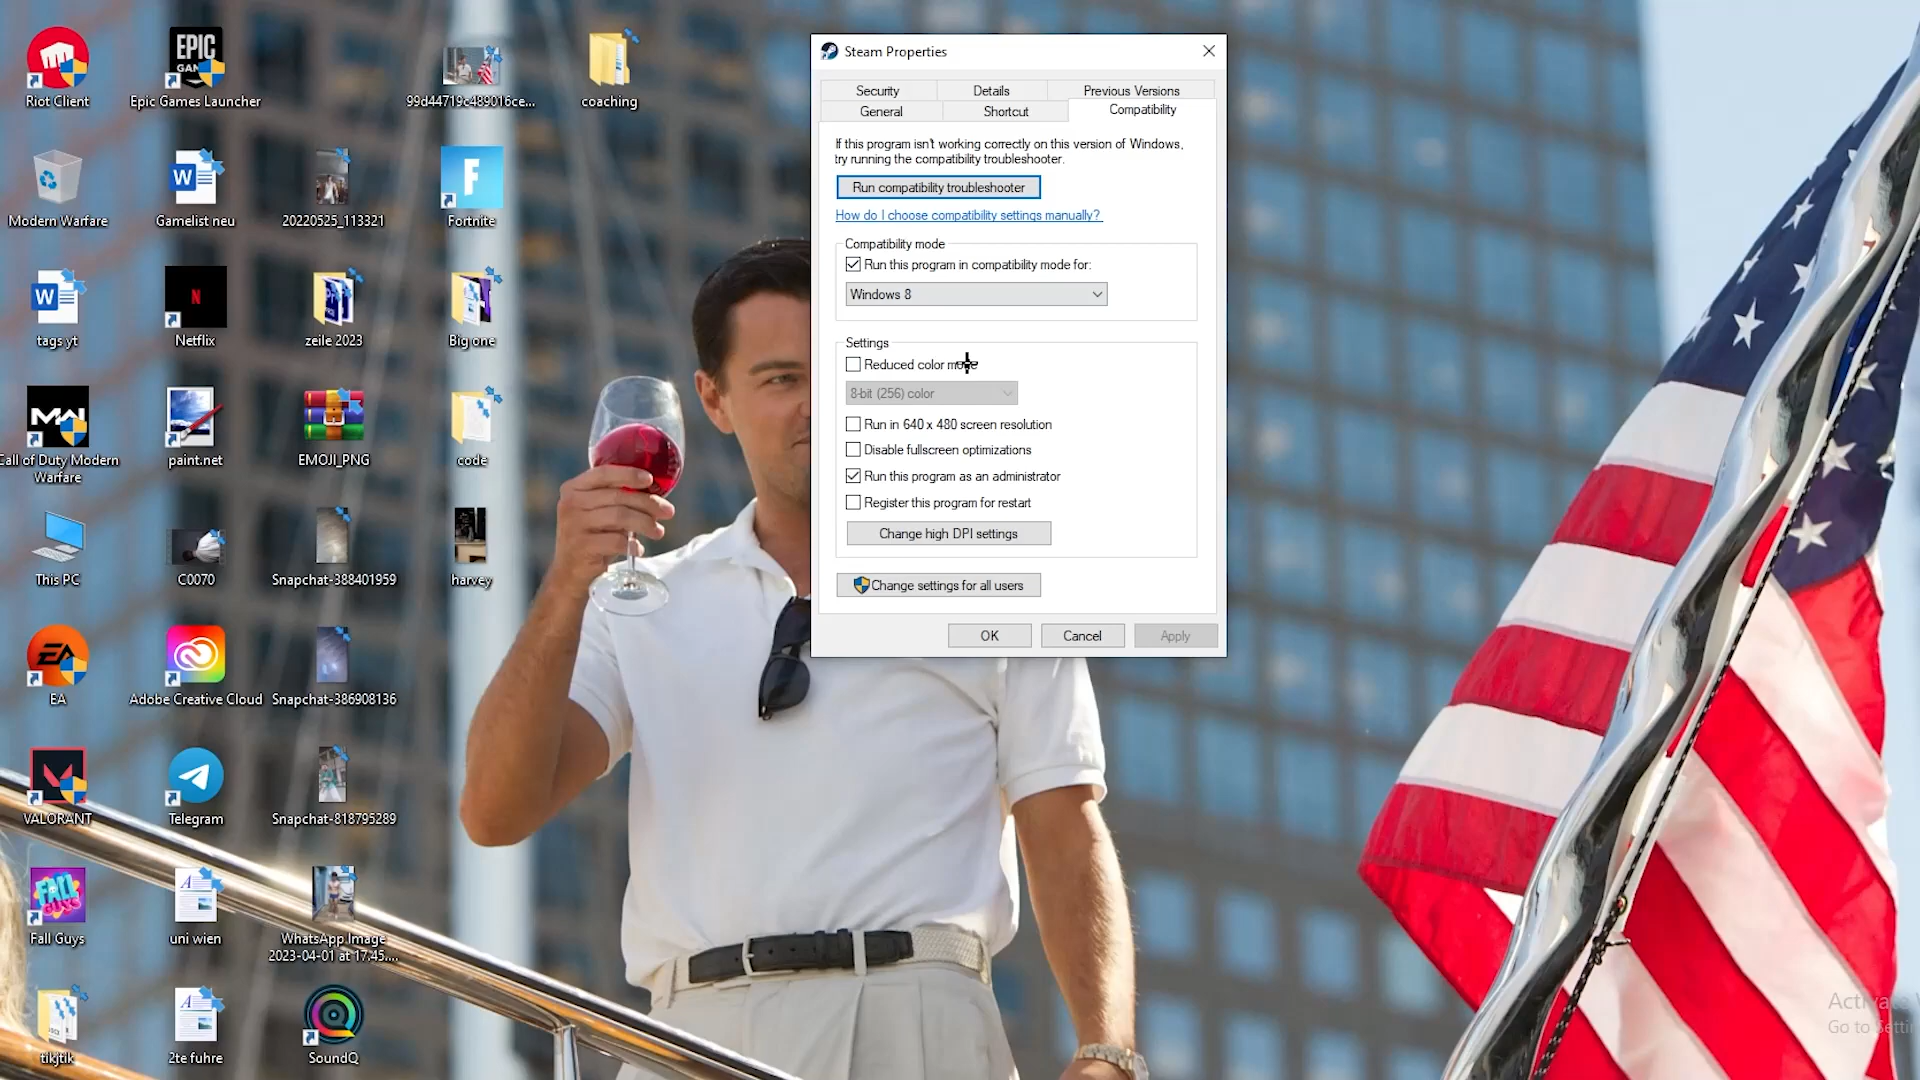 Riot Client
EPIC
Epic Games Launcher
99d44719c489016ce...
coaching
Modern Warfare
Gamelist neu
20220525_113321
Fortnite
tags yt
Netflix
zeile 2023
Big one
Call of Duty Modern
Warfare
paint.net
EMOJI_PNG
code
This PC
C0070
Snapchat-388401959
harvey
EA
Adobe Creative Cloud
Snapchat-386908136
VALORANT
Telegram
Snapchat-818795289
FALL
GUYS
Fall Guys
uni wien
WhatsApp Image
2023-04-01 at 17.45....
tikjtik
2te fuhre
SoundQ
Steam Properties
Security
Details
Previous Versions
General
Shortcut
Compatibility
If this program isn't working correctly on this version of Windows,
try running the compatibility troubleshooter.
Run compatibility troubleshooter
How do I choose compatibility settings manually?
Compatibility mode
Run this program in compatibility mode for:
Windows 8
Settings
Reduced color mode
8-bit (256) color
Run in 640 x 480 screen resolution
Disable fullscreen optimizations
Run this program as an administrator
Register this program for restart
Change high DPI settings
Change settings for all users
OK
Cancel
Apply
Activate
Go to